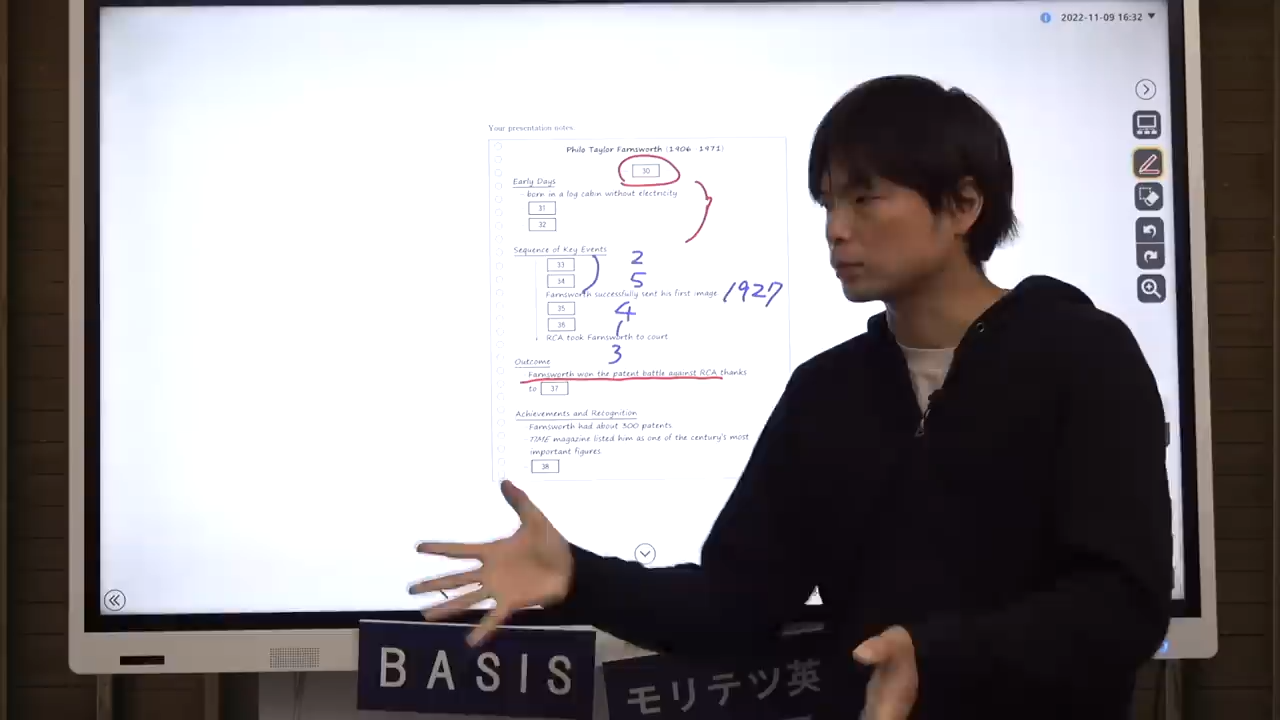 2022-11-09 16:32
Your presentation notes
Philo Taylor Farnsworth (1906 1971)
30
Early Days
born in a log cabin without electricity
31
32
Sequence of Key Events
33 2
34 5
Farnsworth successfully sent his first image 1927
35 4
36 1
RCA took Farnsworth to court
3
Outcome
Farnsworth won the patent battle against RCA thanks
to 37
Achievements and Recognition
- Farnsworth had about 300 patents
- TIME magazine listed him as one of the century's most
important figures
38
BASIS
モリテツ英